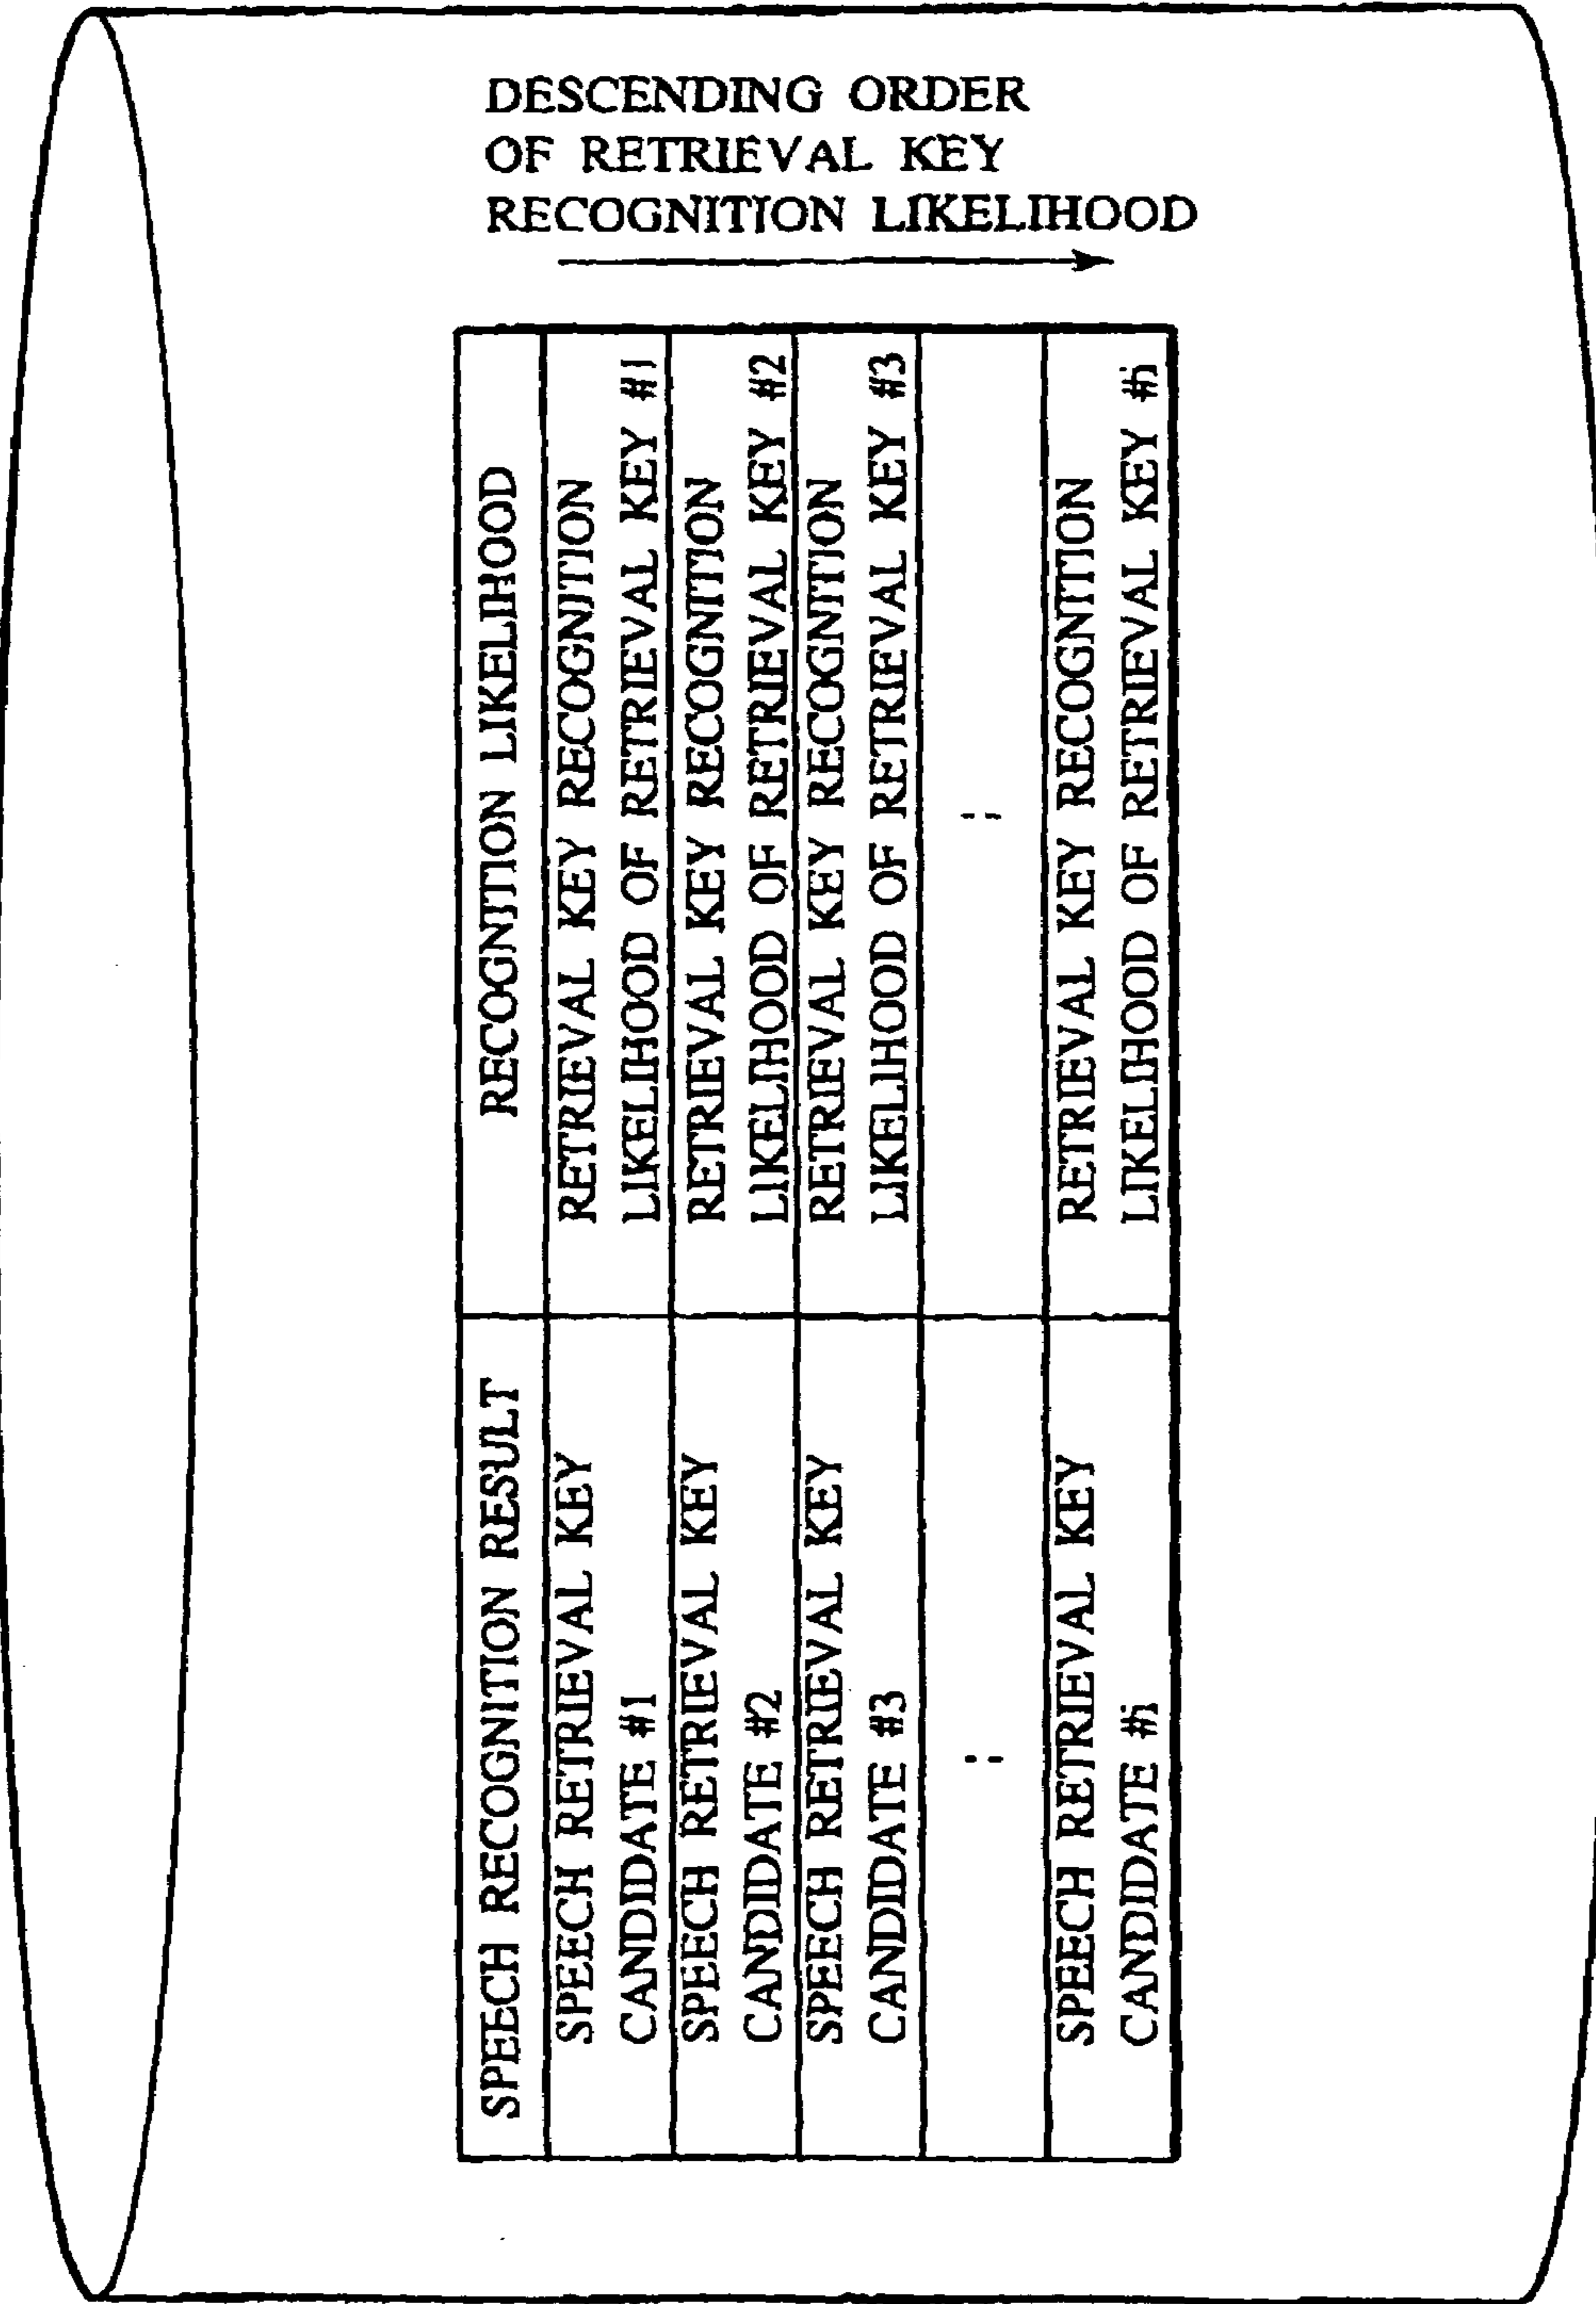 DESCENDING ORDER
OF RETRIEVAL KEY
RECOGNITION LIKELIHOOD
SPEECH RECOGNITION RESULT
RECOGNITION LIKELIHOOD
SPEECH RETRIEVAL KEY
CANDIDATE #1
RETRIEVAL KEY RECOGNITION
LIKELIHOOD OF RETRIEVAL KEY #1
SPEECH RETRIEVAL KEY
CANDIDATE #2
RETRIEVAL KEY RECOGNITION
LIKELIHOOD OF RETRIEVAL KEY #2
SPEECH RETRIEVAL KEY
CANDIDATE #3
RETRIEVAL KEY RECOGNITION
LIKELIHOOD OF RETRIEVAL KEY #3
:
:
SPEECH RETRIEVAL KEY
CANDIDATE #i
RETRIEVAL KEY RECOGNITION
LIKELIHOOD OF RETRIEVAL KEY #i